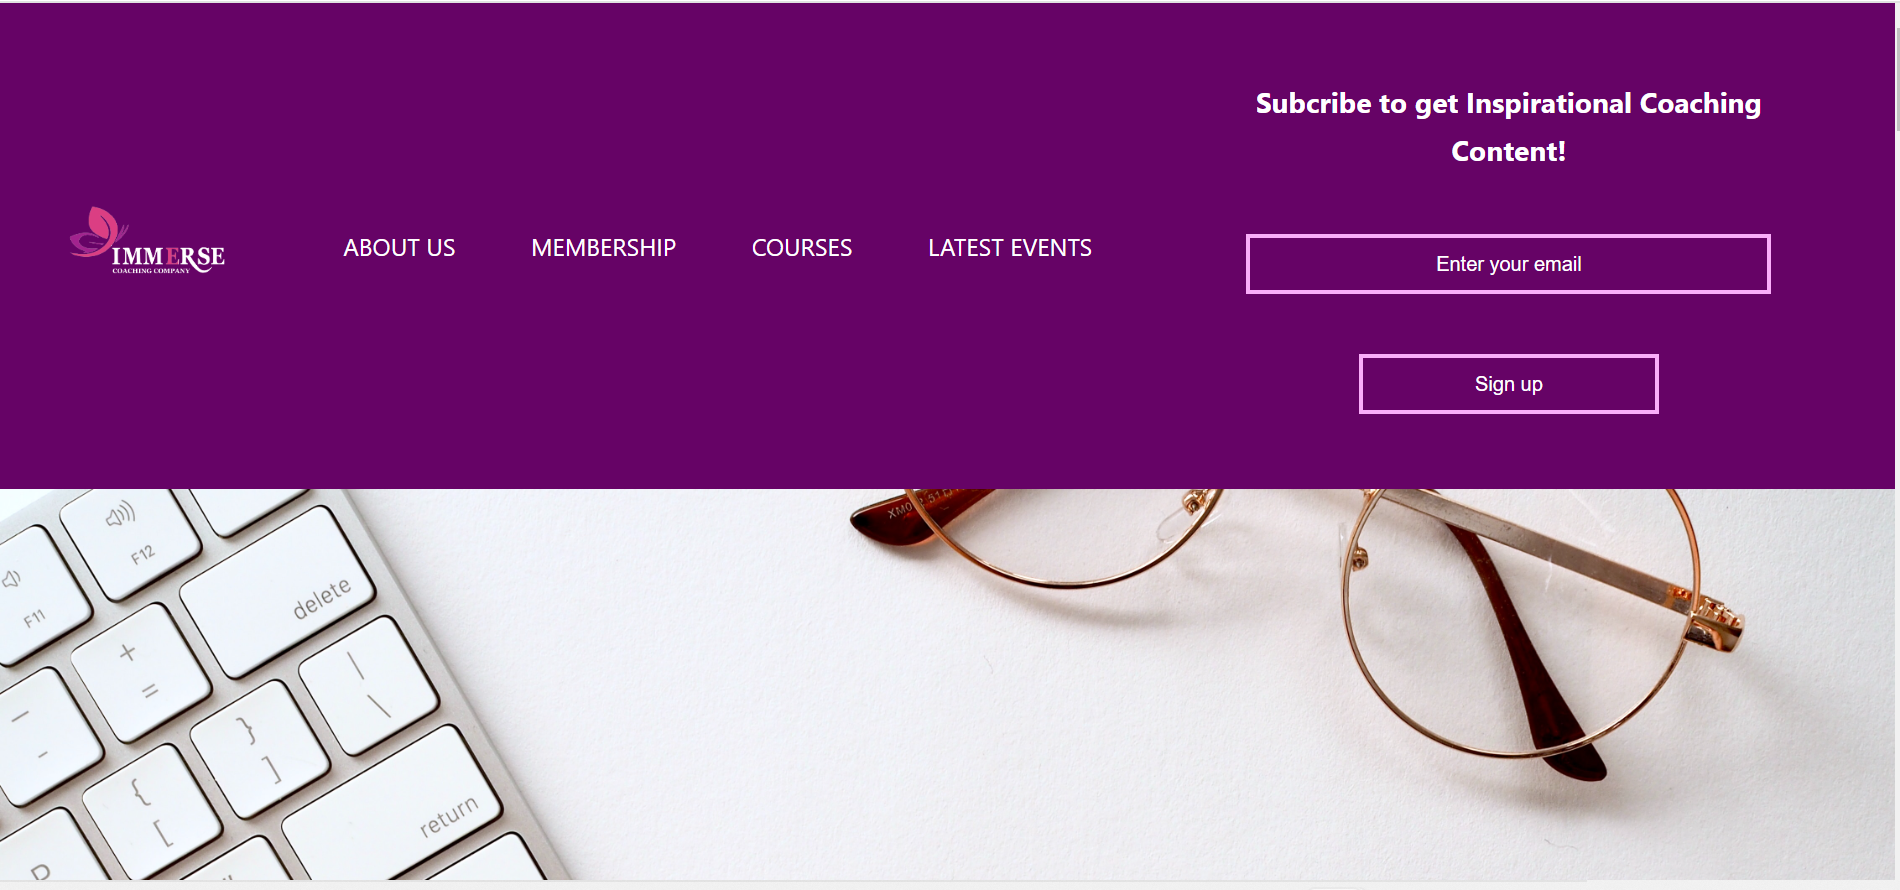 Subcribe to get Inspirational Coaching
Content!
IMMERSE
COACHING COMPANY
ABOUT US
MEMBERSHIP
COURSES
LATEST EVENTS
Enter your email
Sign up
F12
F11
delete
+
=
|
\
—
-
}
]
{
[
return
P
"